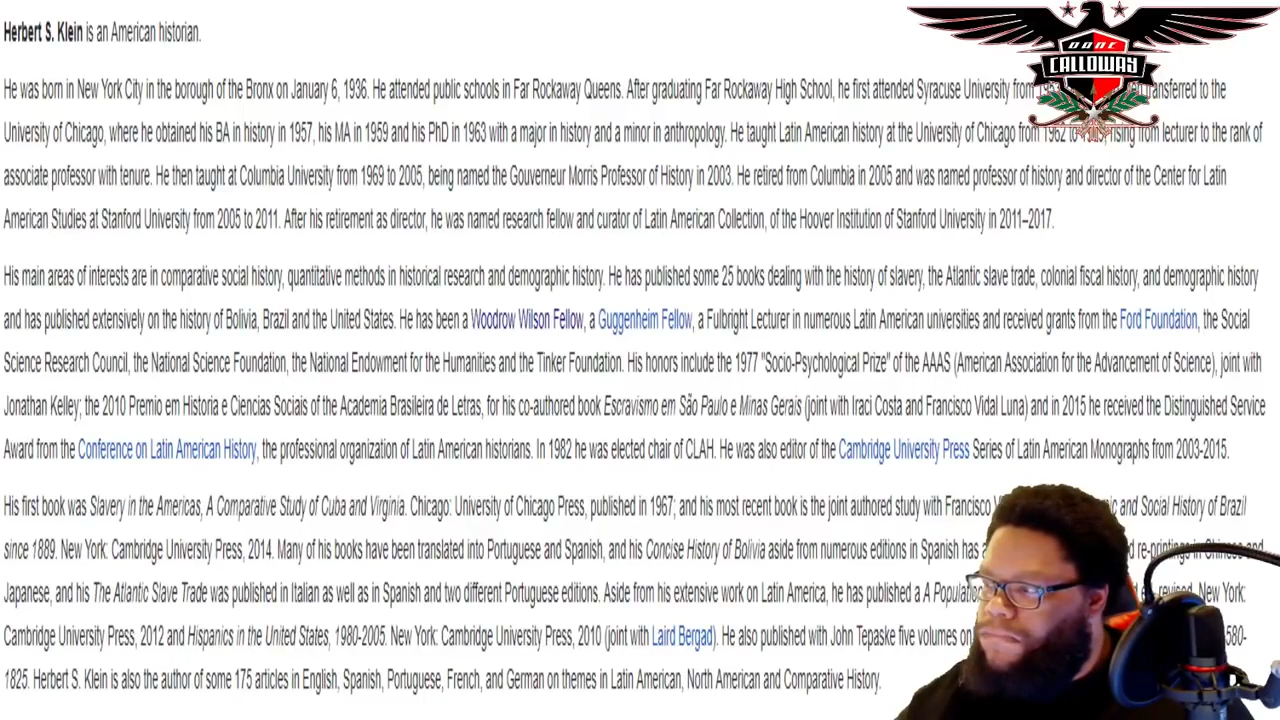 Herbert S. Klein is an American historian.
He was born in New York City in the borough of the Bronx on January 6, 1936. He attended public schools in Far Rockaway Queens. After graduating Far Rockaway High School, he first attended Syracuse University from transferred to the
University of Chicago, where he obtained his BA in history in 1957, his MA in 1959 and his PhD in 1963 with a major in history and a minor in anthropology. He taught Latin American history at the University of Chicago from 1962 to rising from lecturer to the rank of
associate professor with tenure. He then taught at Columbia University from 1969 to 2005, being named the Gouverneur Morris Professor of History in 2003. He retired from Columbia in 2005 and was named professor of history and director of the Center for Latin
American Studies at Stanford University from 2005 to 2011. After his retirement as director, he was named research fellow and curator of Latin American Collection, of the Hoover Institution of Stanford University in 2011–2017.
His main areas of interests are in comparative social history, quantitative methods in historical research and demographic history. He has published some 25 books dealing with the history of slavery, the Atlantic slave trade, colonial fiscal history, and demographic history
and has published extensively on the history of Bolivia, Brazil and the United States. He has been a Woodrow Wilson Fellow, a Guggenheim Fellow, a Fulbright Lecturer in numerous Latin American universities and received grants from the Ford Foundation, the Social
Science Research Council, the National Science Foundation, the National Endowment for the Humanities and the Tinker Foundation. His honors include the 1977 "Socio-Psychological Prize" of the AAAS (American Association for the Advancement of Science), joint with
Jonathan Kelley; the 2010 Premio em Historia e Ciencias Sociais of the Academia Brasileira de Letras, for his co-authored book Escravismo em São Paulo e Minas Gerais (joint with Iraci Costa and Francisco Vidal Luna) and in 2015 he received the Distinguished Service
Award from the Conference on Latin American History, the professional organization of Latin American historians. In 1982 he was elected chair of CLAH. He was also editor of the Cambridge University Press Series of Latin American Monographs from 2003-2015.
His first book was Slavery in the Americas, A Comparative Study of Cuba and Virginia. Chicago: University of Chicago Press, published in 1967; and his most recent book is the joint authored study with Francisco and Social History of Brazil
since 1889. New York: Cambridge University Press, 2014. Many of his books have been translated into Portuguese and Spanish, and his Concise History of Bolivia aside from numerous editions in Spanish has re-printings in Chinese and
Japanese, and his The Atlantic Slave Trade was published in Italian as well as in Spanish and two different Portuguese editions. Aside from his extensive work on Latin America, he has published a A New York:
Cambridge University Press, 2012 and Hispanics in the United States, 1980-2005. New York: Cambridge University Press, 2010 (joint with Laird Bergad). He also published with John Tepaske five volumes on
1825. Herbert S. Klein is also the author of some 175 articles in English, Spanish, Portuguese, French, and German on themes in Latin American, North American and Comparative History.
DODC
CALLOWAY